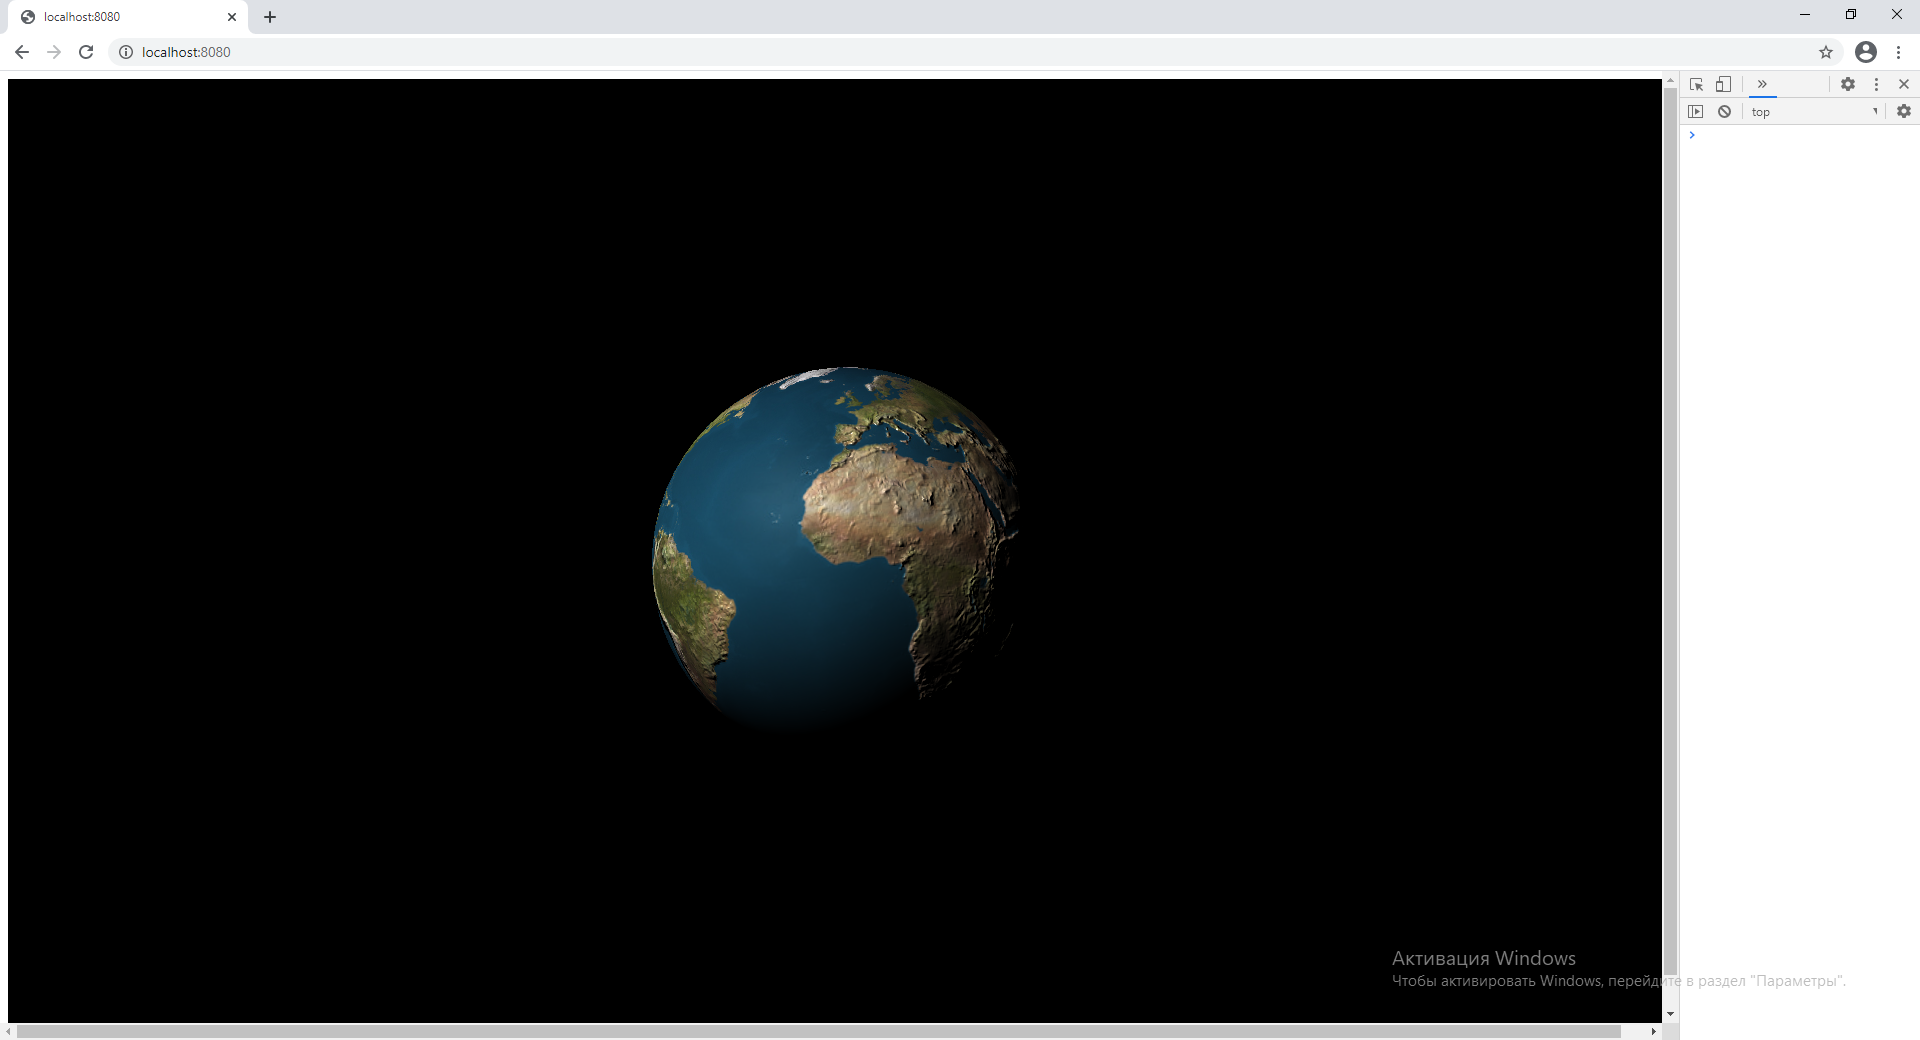 localhost:8080
localhost:8080
top
Активация Windows
Чтобы активировать Windows, перейдите в раздел "Параметры".